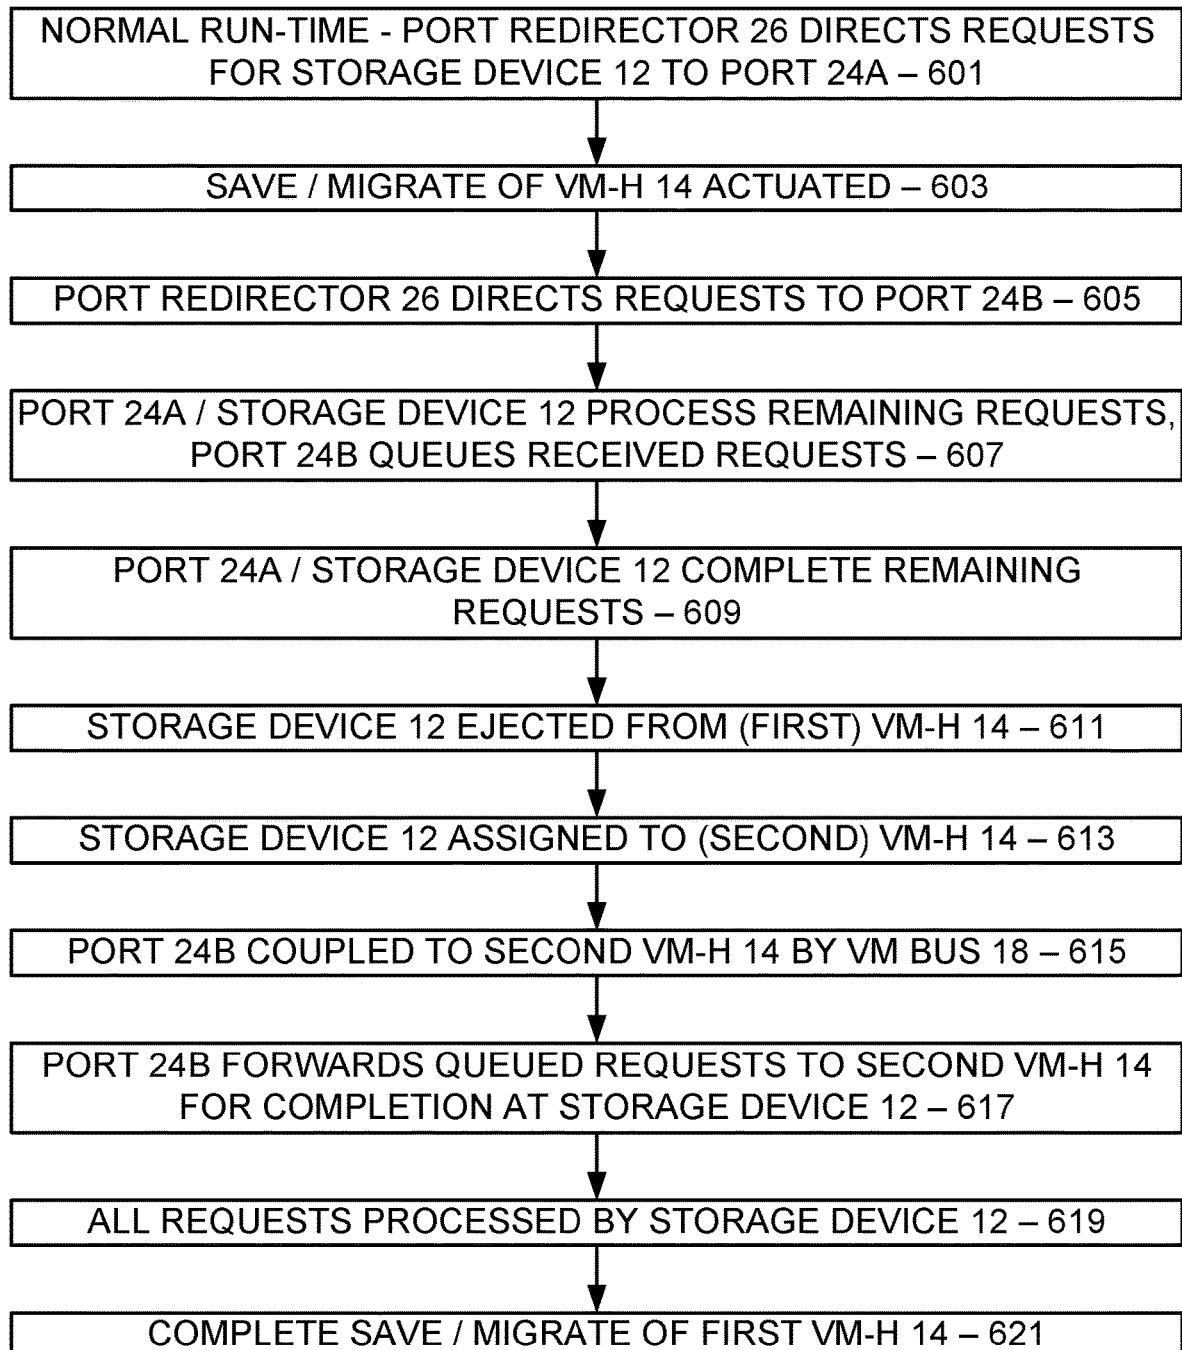 NORMAL RUN-TIME - PORT REDIRECTOR 26 DIRECTS REQUESTS
FOR STORAGE DEVICE 12 TO PORT 24A – 601
SAVE / MIGRATE OF VM-H 14 ACTUATED – 603
PORT REDIRECTOR 26 DIRECTS REQUESTS TO PORT 24B – 605
PORT 24A / STORAGE DEVICE 12 PROCESS REMAINING REQUESTS,
PORT 24B QUEUES RECEIVED REQUESTS – 607
PORT 24A / STORAGE DEVICE 12 COMPLETE REMAINING
REQUESTS – 609
STORAGE DEVICE 12 EJECTED FROM (FIRST) VM-H 14 – 611
STORAGE DEVICE 12 ASSIGNED TO (SECOND) VM-H 14 – 613
PORT 24B COUPLED TO SECOND VM-H 14 BY VM BUS 18 – 615
PORT 24B FORWARDS QUEUED REQUESTS TO SECOND VM-H 14
FOR COMPLETION AT STORAGE DEVICE 12 – 617
ALL REQUESTS PROCESSED BY STORAGE DEVICE 12 – 619
COMPLETE SAVE / MIGRATE OF FIRST VM-H 14 – 621